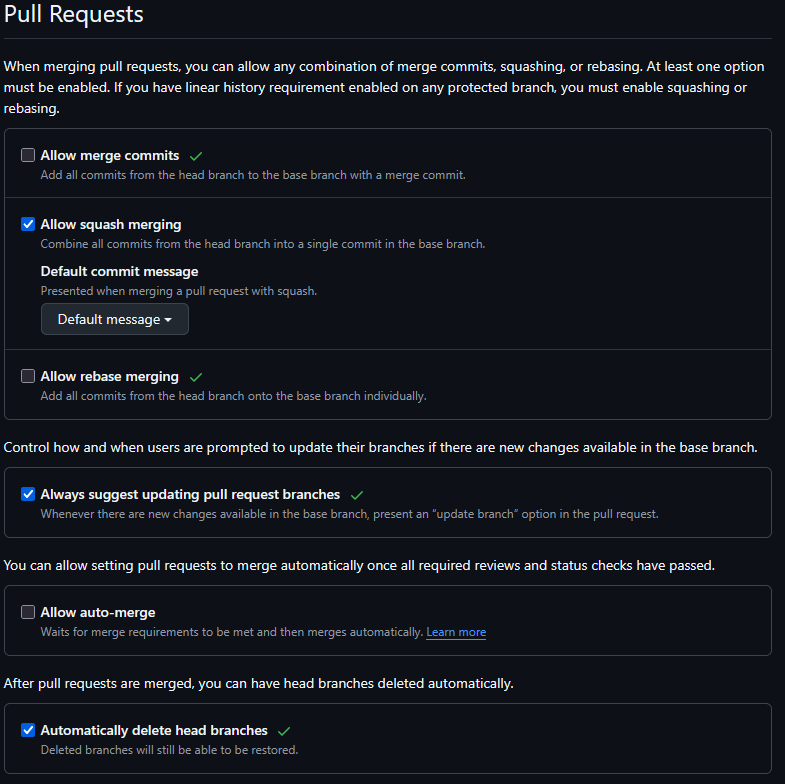 Pull Requests
When merging pull requests, you can allow any combination of merge commits, squashing, or rebasing. At least one option
must be enabled. If you have linear history requirement enabled on any protected branch, you must enable squashing or
rebasing.
Allow merge commits
Add all commits from the head branch to the base branch with a merge commit.
Allow squash merging
Combine all commits from the head branch into a single commit in the base branch.
Default commit message
Presented when merging a pull request with squash.
Default message
Allow rebase merging
Add all commits from the head branch onto the base branch individually.
Control how and when users are prompted to update their branches if there are new changes available in the base branch.
Always suggest updating pull request branches
Whenever there are new changes available in the base branch, present an “update branch” option in the pull request.
You can allow setting pull requests to merge automatically once all required reviews and status checks have passed.
Allow auto-merge
Waits for merge requirements to be met and then merges automatically. Learn more
After pull requests are merged, you can have head branches deleted automatically.
Automatically delete head branches
Deleted branches will still be able to be restored.